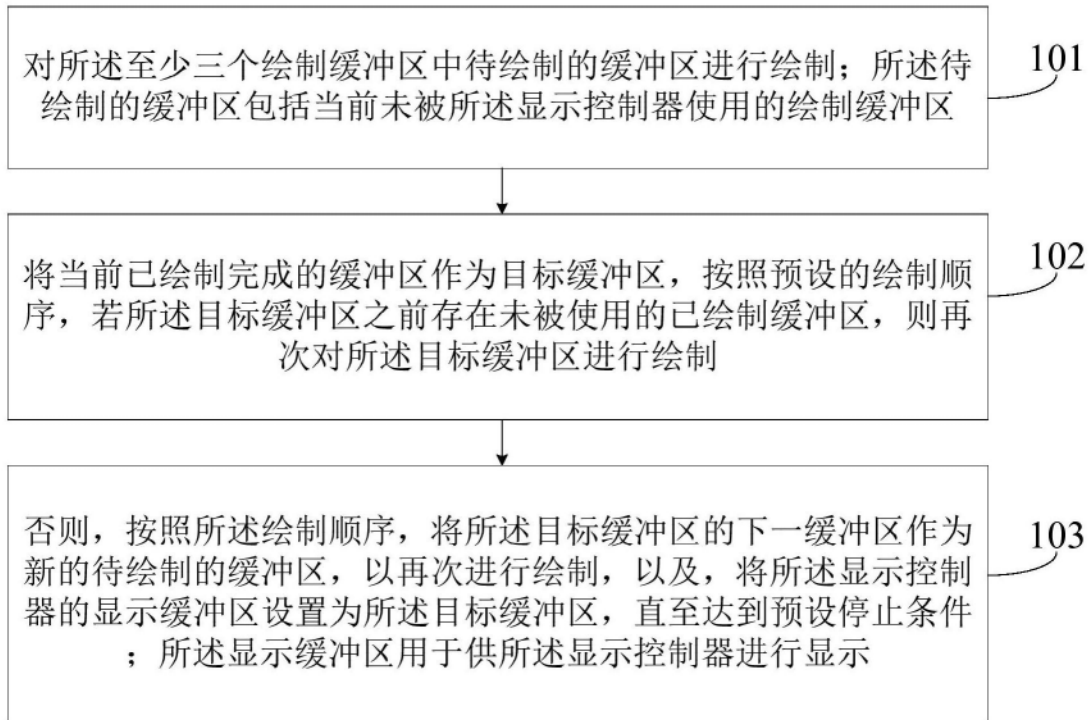 对所述至少三个绘制缓冲区中待绘制的缓冲区进行绘制；所述待
绘制的缓冲区包括当前未被所述显示控制器使用的绘制缓冲区
101
将当前已绘制完成的缓冲区作为目标缓冲区，按照预设的绘制顺
序，若所述目标缓冲区之前存在未被使用的已绘制缓冲区，则再
次对所述目标缓冲区进行绘制
102
否则，按照所述绘制顺序，将所述目标缓冲区的下一缓冲区作为
新的待绘制的缓冲区，以再次进行绘制，以及，将所述显示控制
器的显示缓冲区设置为所述目标缓冲区，直至达到预设停止条件
；所述显示缓冲区用于供所述显示控制器进行显示
103